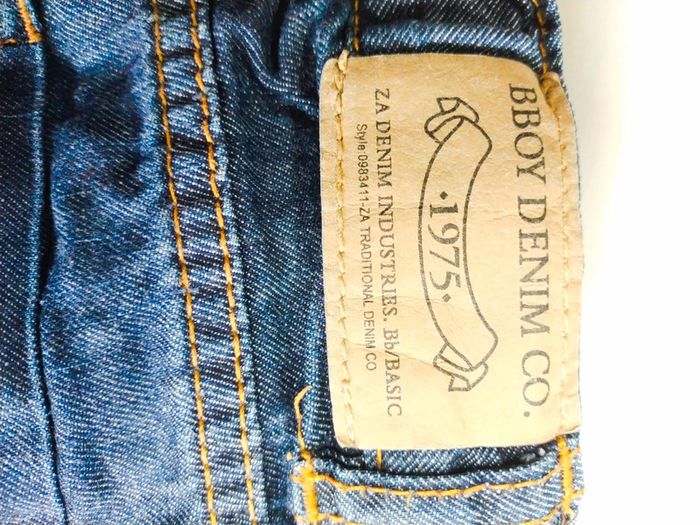 BBOY DENIM CO.
·1975·
ZA DENIM INDUSTRIES. Bb/BASIC
Style:0983411-ZA TRADITIONAL DENIM CO